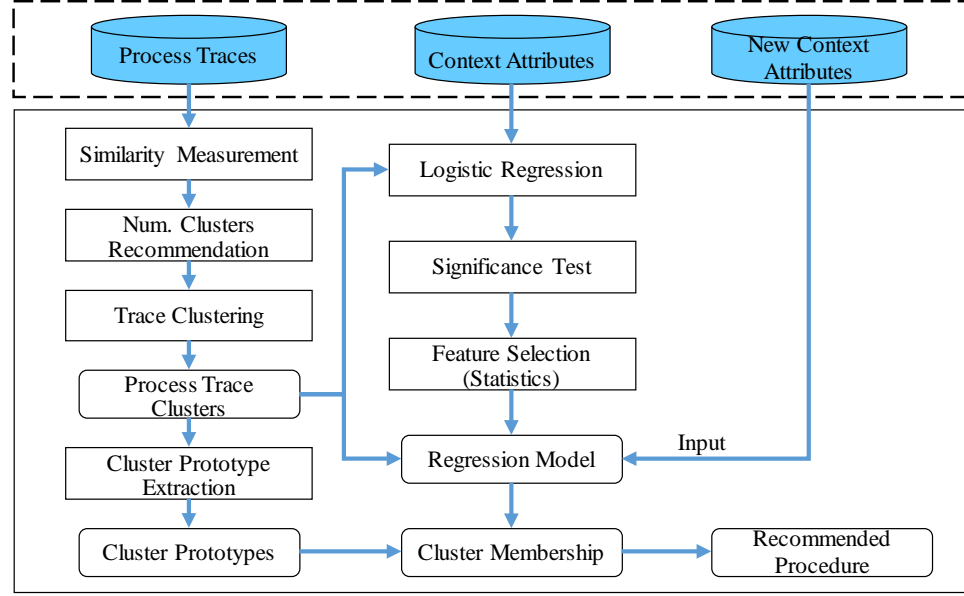 Process Traces
Context Attributes
New Context
Attributes
Similarity Measurement
Num. Clusters
Recommendation
Trace Clustering
Process Trace
Clusters
Cluster Prototype
Extraction
Cluster Prototypes
Logistic Regression
Significance Test
Feature Selection
(Statistics)
Regression Model
Cluster Membership
Input
Recommended
Procedure